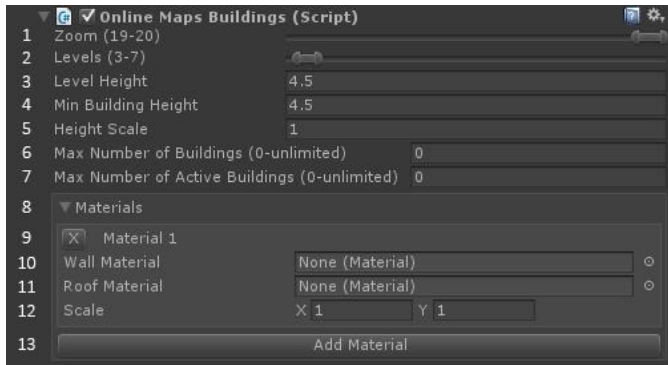 Online Maps Buildings (Script)
1 Zoom (19-20)
2 Levels (3-7)
3 Level Height 4.5
4 Min Building Height 4.5
5 Height Scale 1
6 Max Number of Buildings (0-unlimited) 0
7 Max Number of Active Buildings (0-unlimited) 0
8 Materials
9 X Material 1
10 Wall Material None (Material)
11 Roof Material None (Material)
12 Scale X 1 Y 1
13 Add Material